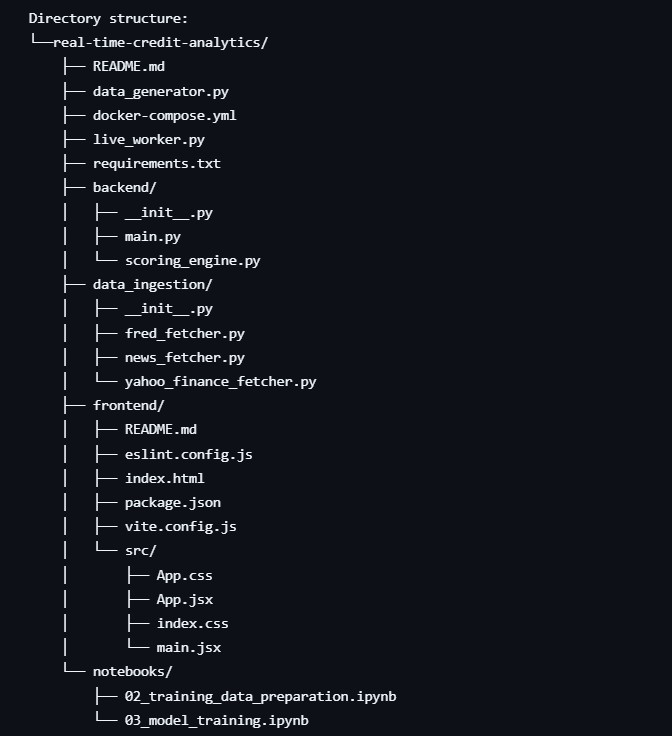 Directory structure:
└──real-time-credit-analytics/
    ├── README.md
    ├── data_generator.py
    ├── docker-compose.yml
    ├── live_worker.py
    ├── requirements.txt
    ├── backend/
    │   ├── __init__.py
    │   ├── main.py
    │   └── scoring_engine.py
    ├── data_ingestion/
    │   ├── __init__.py
    │   ├── fred_fetcher.py
    │   ├── news_fetcher.py
    │   └── yahoo_finance_fetcher.py
    ├── frontend/
    │   ├── README.md
    │   ├── eslint.config.js
    │   ├── index.html
    │   ├── package.json
    │   ├── vite.config.js
    │   └── src/
    │       ├── App.css
    │       ├── App.jsx
    │       ├── index.css
    │       └── main.jsx
    └── notebooks/
        ├── 02_training_data_preparation.ipynb
        └── 03_model_training.ipynb